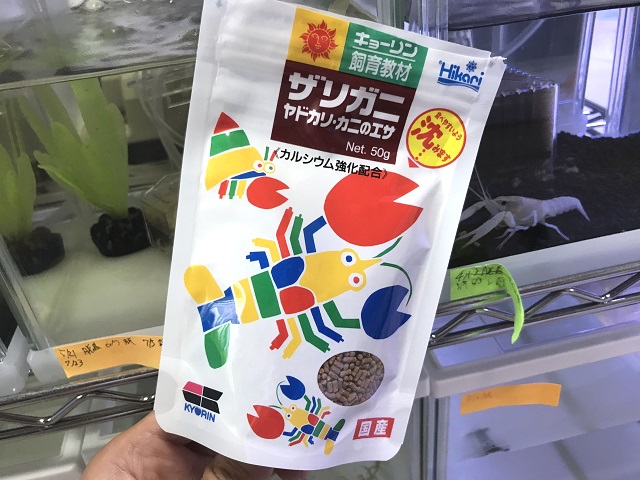 キョーリン
飼育教材
Hikari
ザリガニ
ヤドカリ・カニのエサ
Net. 50g
沈
みます
〈カルシウム強化配合〉
7/23
KYORIN
国産